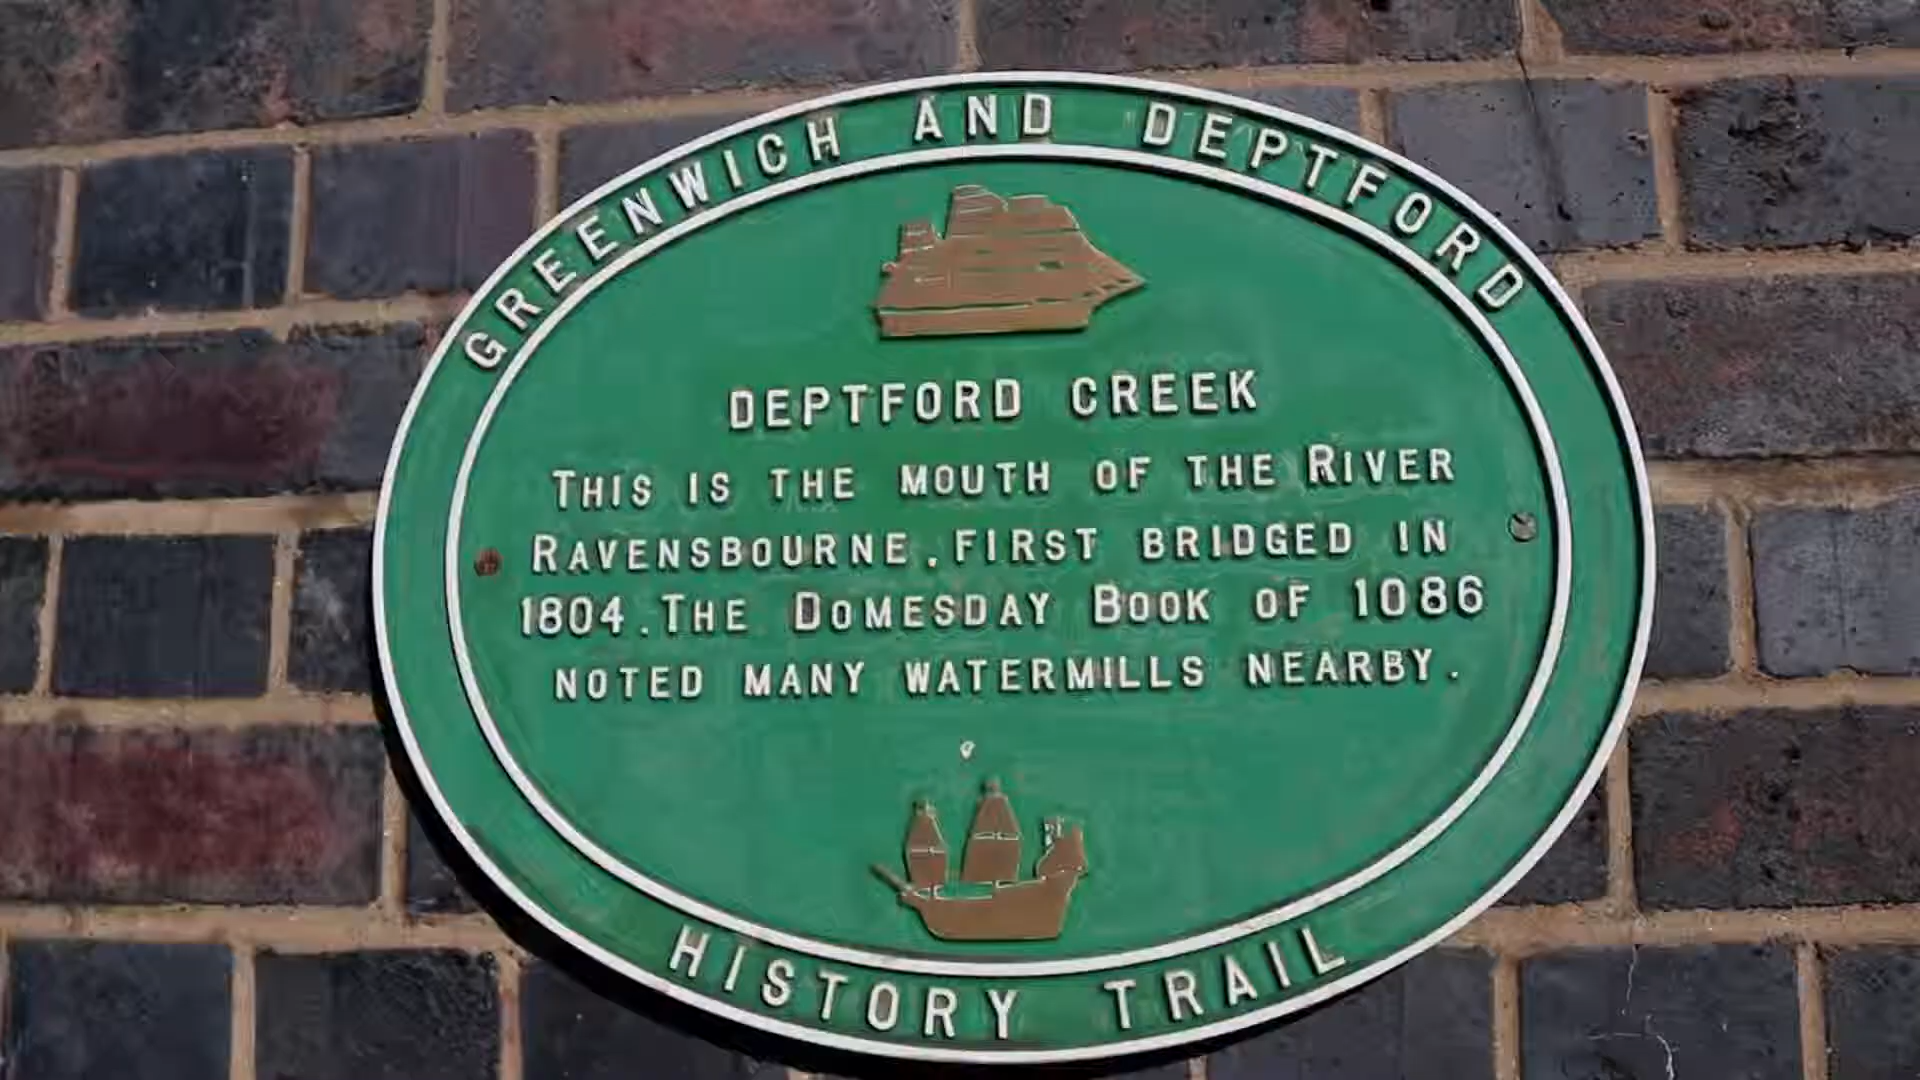 GREENWICH AND DEPTFORD
DEPTFORD CREEK
THIS IS THE MOUTH OF THE RIVER
RAVENSBOURNE. FIRST BRIDGED IN
1804. THE DOMESDAY BOOK OF 1086
NOTED MANY WATERMILLS NEARBY.
HISTORY TRAIL